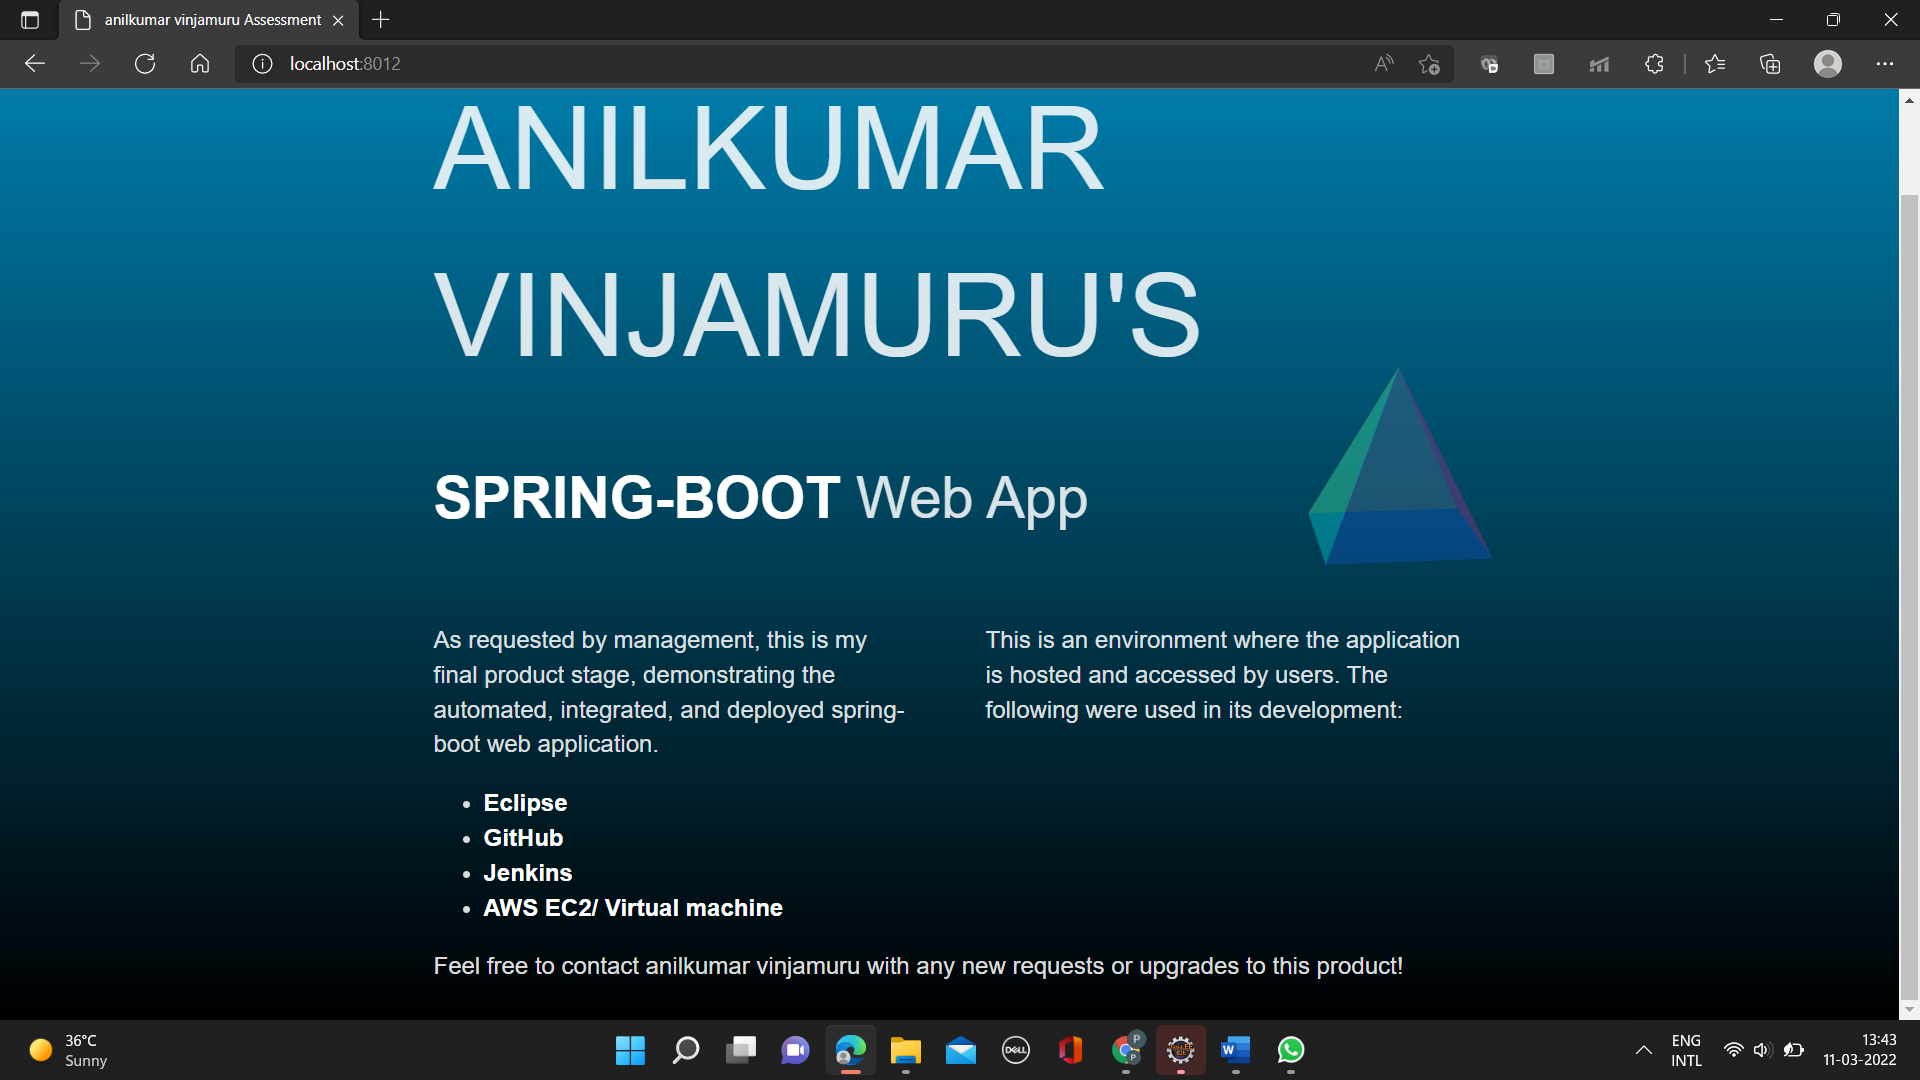 anilkumar vinjamuru Assessment
localhost:8012
ANILKUMAR
VINJAMURU'S
SPRING-BOOT Web App
As requested by management, this is my
final product stage, demonstrating the
automated, integrated, and deployed spring-
boot web application.
This is an environment where the application
is hosted and accessed by users. The
following were used in its development:
• Eclipse
• GitHub
• Jenkins
• AWS EC2/ Virtual machine
Feel free to contact anilkumar vinjamuru with any new requests or upgrades to this product!
36°C
Sunny
DELL
P
P
W
ENG
INTL
13:43
11-03-2022